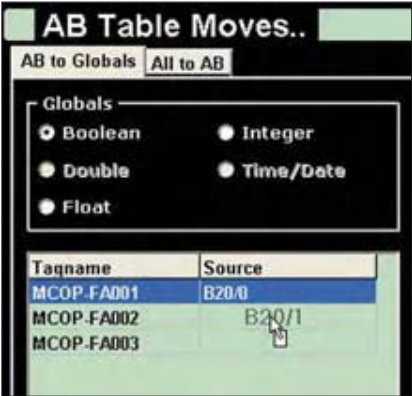 AB Table Moves..
AB to Globals All to AB
Globals
Boolean Integer
Double Time/Date
Float
Taqname Source
MCOP-FA001 B20/0
MCOP-FA002 B20/1
MCOP-FA003